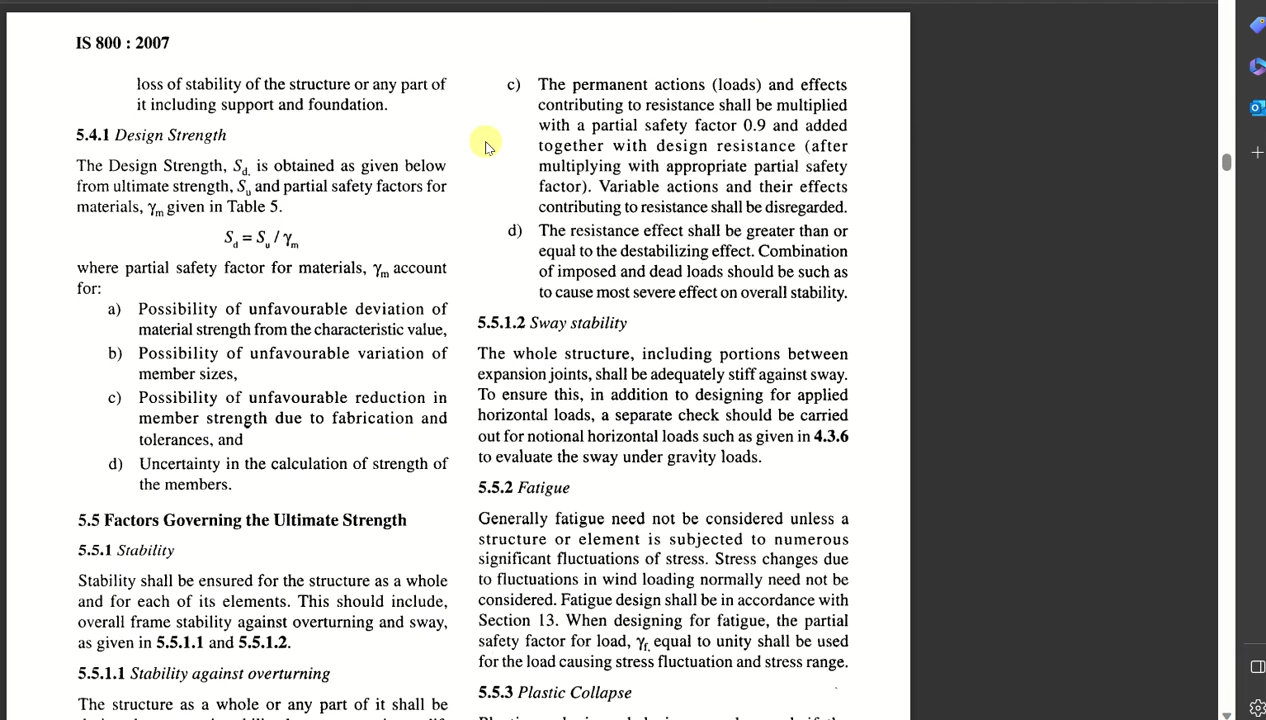 IS 800 : 2007
loss of stability of the structure or any part of
it including support and foundation.
5.4.1 Design Strength
The Design Strength, Sd, is obtained as given below
from ultimate strength, Su and partial safety factors for
materials, γm given in Table 5.
Sd = Su / γm
where partial safety factor for materials, γm account
for:
a) Possibility of unfavourable deviation of
material strength from the characteristic value,
b) Possibility of unfavourable variation of
member sizes,
c) Possibility of unfavourable reduction in
member strength due to fabrication and
tolerances, and
d) Uncertainty in the calculation of strength of
the members.
5.5 Factors Governing the Ultimate Strength
5.5.1 Stability
Stability shall be ensured for the structure as a whole
and for each of its elements. This should include,
overall frame stability against overturning and sway,
as given in 5.5.1.1 and 5.5.1.2.
5.5.1.1 Stability against overturning
The structure as a whole or any part of it shall be
c) The permanent actions (loads) and effects
contributing to resistance shall be multiplied
with a partial safety factor 0.9 and added
together with design resistance (after
multiplying with appropriate partial safety
factor). Variable actions and their effects
contributing to resistance shall be disregarded.
d) The resistance effect shall be greater than or
equal to the destabilizing effect. Combination
of imposed and dead loads should be such as
to cause most severe effect on overall stability.
5.5.1.2 Sway stability
The whole structure, including portions between
expansion joints, shall be adequately stiff against sway.
To ensure this, in addition to designing for applied
horizontal loads, a separate check should be carried
out for notional horizontal loads such as given in 4.3.6
to evaluate the sway under gravity loads.
5.5.2 Fatigue
Generally fatigue need not be considered unless a
structure or element is subjected to numerous
significant fluctuations of stress. Stress changes due
to fluctuations in wind loading normally need not be
considered. Fatigue design shall be in accordance with
Section 13. When designing for fatigue, the partial
safety factor for load, γf, equal to unity shall be used
for the load causing stress fluctuation and stress range.
5.5.3 Plastic Collapse